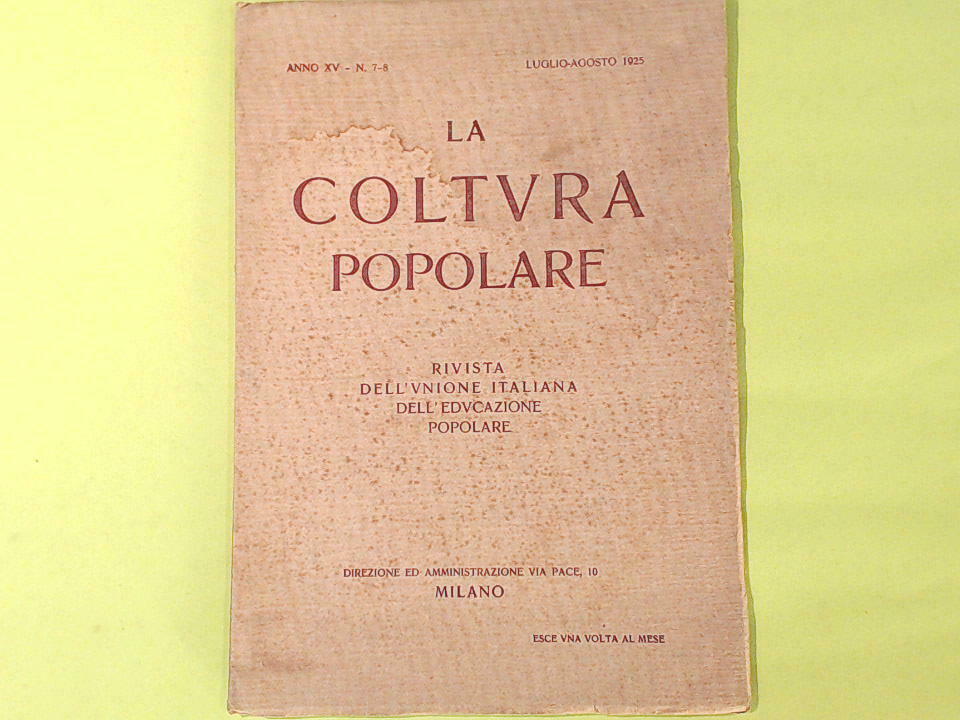 ANNO XV - N. 7-8
LUGLIO-AGOSTO 1925
LA
COLTVRA
POPOLARE
RIVISTA
DELL'VNIONE ITALIANA
DELL'EDVCAZIONE
POPOLARE
DIREZIONE ED AMMINISTRAZIONE VIA PACE, 10
MILANO
ESCE VNA VOLTA AL MESE